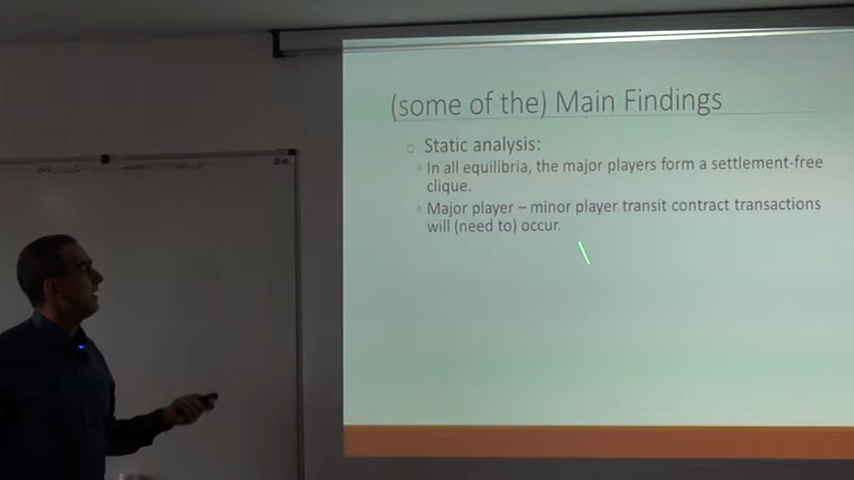 (some of the) Main Findings
Static analysis:
In all equilibria, the major players form a settlement-free
clique.
Major player – minor player transit contract transactions
will (need to) occur.